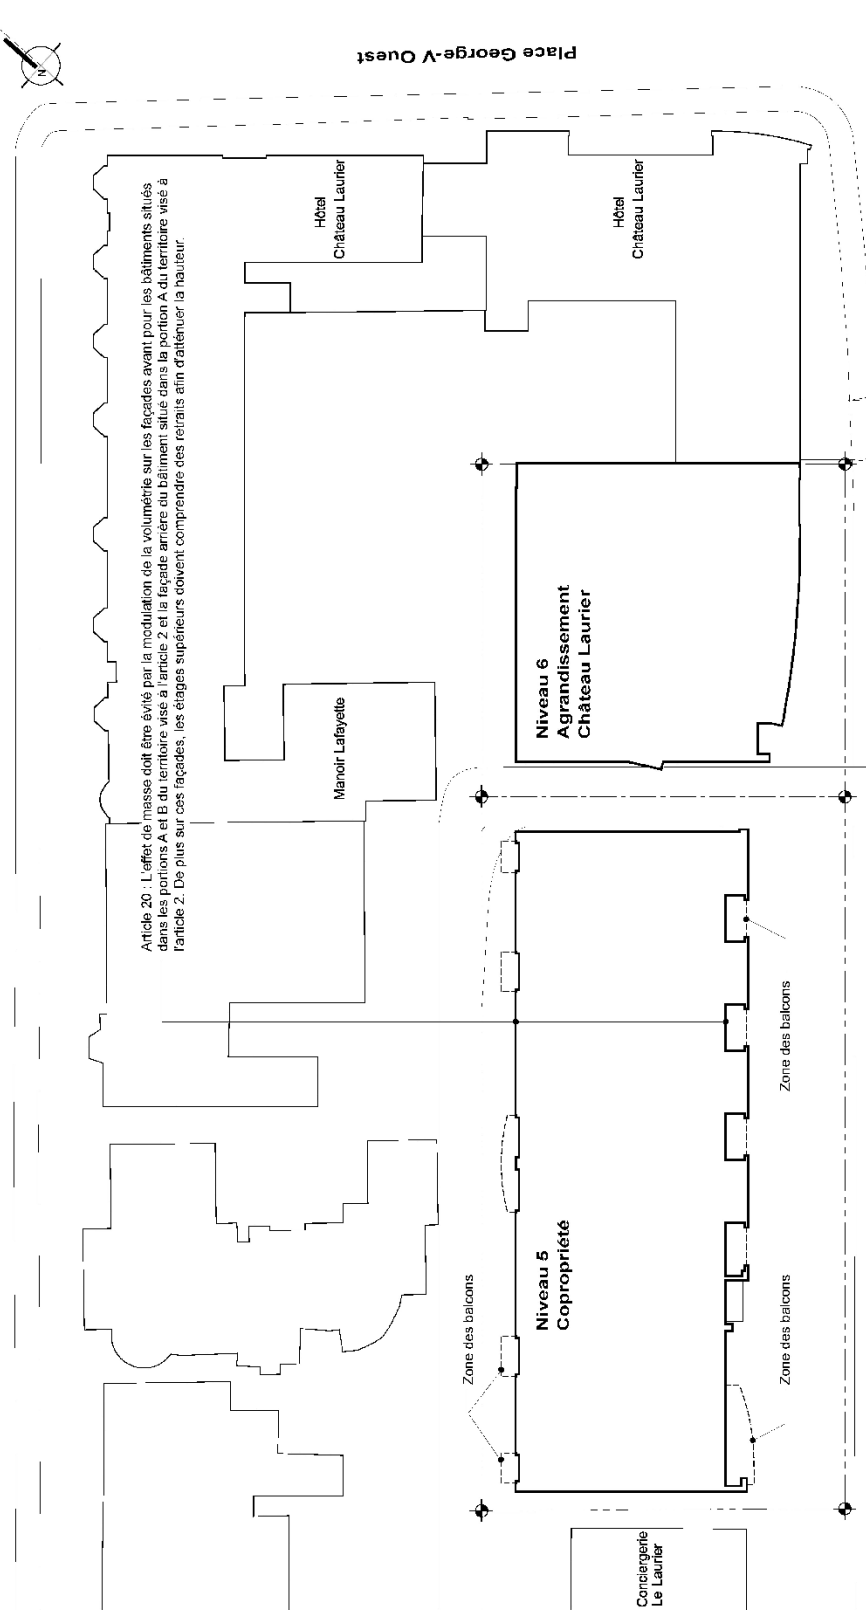 N
Place George-V Ouest
Article 20 : L'effet de masse doit être évité par la modulation de la volumétrie sur les façades avant pour les bâtiments situés
dans les portions A et B du territoire visé à l'article 2 et la façade arrière du bâtiment situé dans la portion A du territoire visé à
l'article 2. De plus sur ces façades, les étages supérieurs doivent comprendre des retraits afin d'atténuer la hauteur.
Hôtel
Château Laurier
Hôtel
Château Laurier
Manoir Lafayette
Niveau 6
Agrandissement
Château Laurier
Zone des balcons
Niveau 5
Copropriété
Zone des balcons
Zone des balcons
Conciergerie
Le Laurier